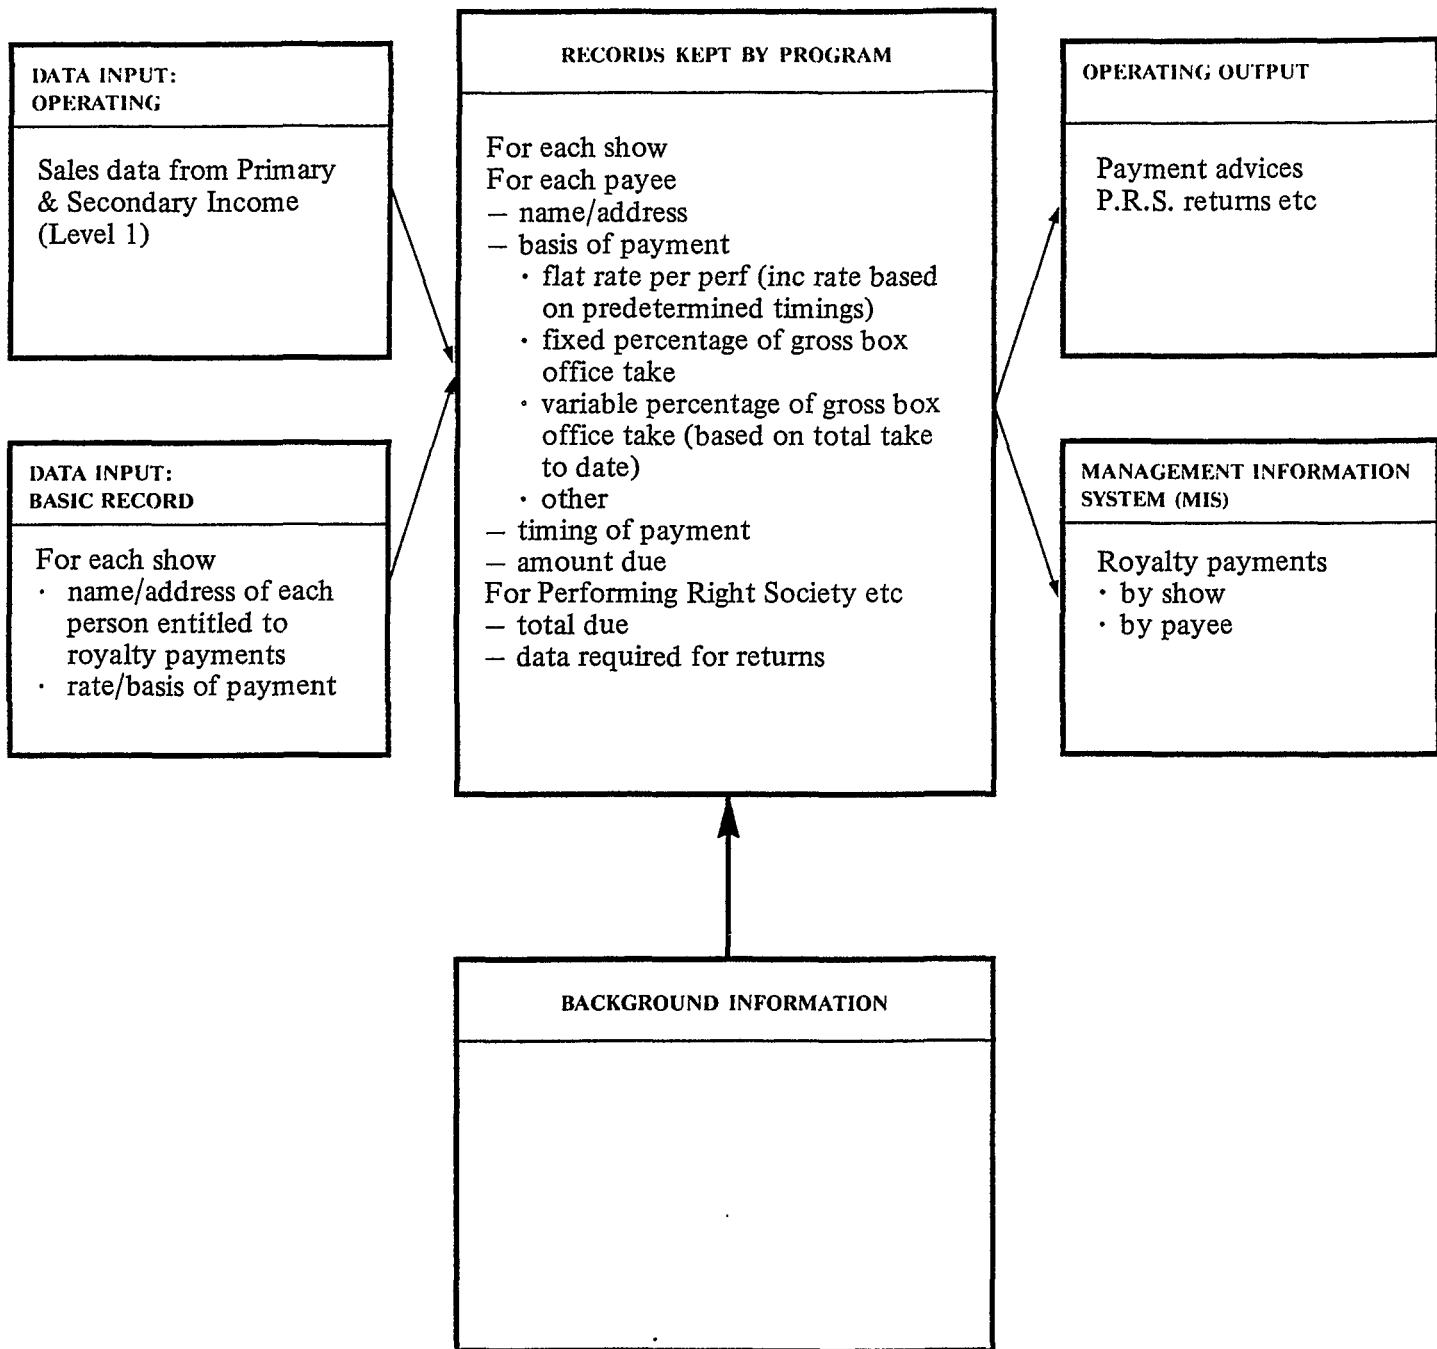 DATA INPUT:
OPERATING
Sales data from Primary
& Secondary Income
(Level 1)
DATA INPUT:
BASIC RECORD
For each show
· name/address of each
person entitled to
royalty payments
· rate/basis of payment
RECORDS KEPT BY PROGRAM
For each show
For each payee
— name/address
— basis of payment
· flat rate per perf (inc rate based
on predetermined timings)
· fixed percentage of gross box
office take
· variable percentage of gross box
office take (based on total take
to date)
· other
— timing of payment
— amount due
For Performing Right Society etc
— total due
— data required for returns
OPERATING OUTPUT
Payment advices
P.R.S. returns etc
MANAGEMENT INFORMATION
SYSTEM (MIS)
Royalty payments
· by show
· by payee
BACKGROUND INFORMATION